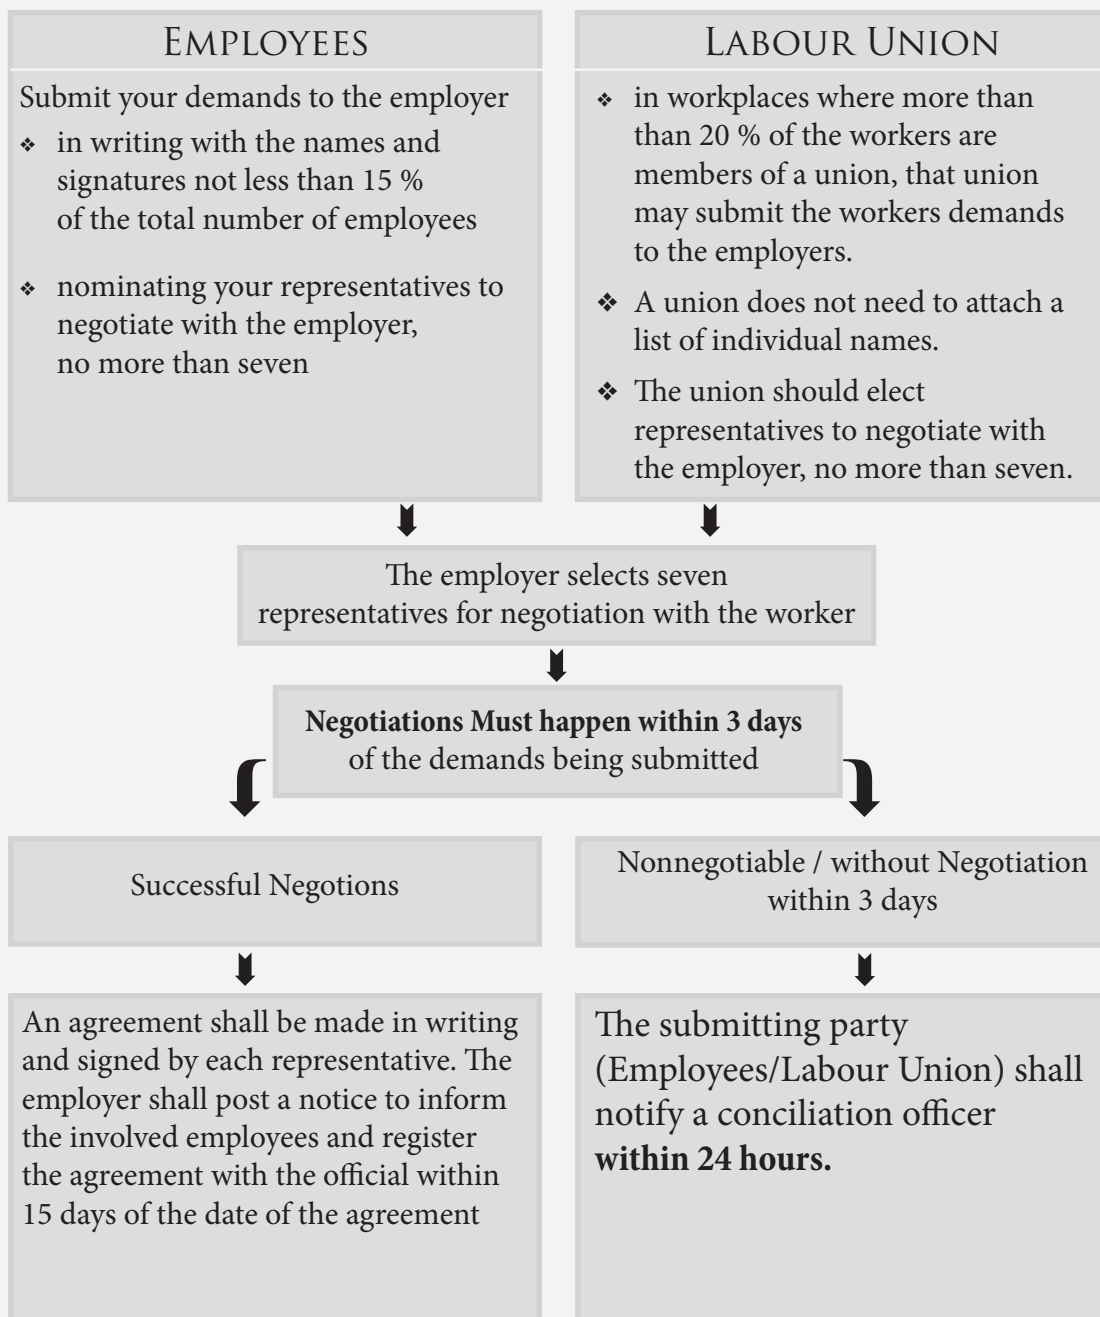 EMPLOYEES
Submit your demands to the employer
❖ in writing with the names and
signatures not less than 15 %
of the total number of employees
❖ nominating your representatives to
negotiate with the employer,
no more than seven
LABOUR UNION
❖ in workplaces where more than
than 20 % of the workers are
members of a union, that union
may submit the workers demands
to the employers.
❖ A union does not need to attach a
list of individual names.
❖ The union should elect
representatives to negotiate with
the employer, no more than seven.
The employer selects seven
representatives for negotiation with the worker
Negotiations Must happen within 3 days
of the demands being submitted
Successful Negotions
Nonnegotiable / without Negotiation
within 3 days
An agreement shall be made in writing
and signed by each representative. The
employer shall post a notice to inform
the involved employees and register
the agreement with the official within
15 days of the date of the agreement
The submitting party
(Employees/Labour Union) shall
notify a conciliation officer
within 24 hours.